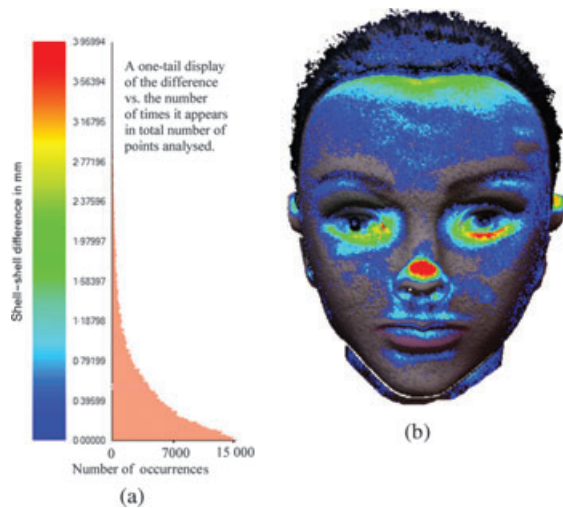 3·95994
3·56394
3·16795
2·77196
2·37597
1·97997
1·58397
1·18798
0·79199
0·39599
0·00000
Shell–shell difference in mm
A one-tail display
of the difference
vs. the number
of times it appears
in total number of
points analysed.
0 7000 15 000
Number of occurrences
(a)
(b)